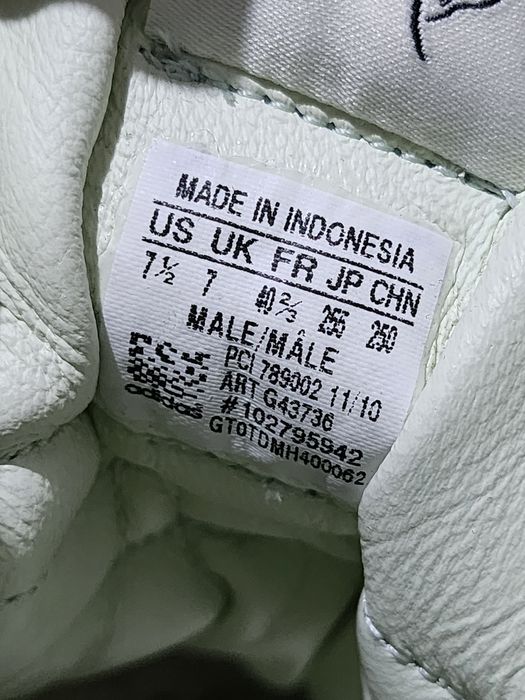 MADE IN INDONESIA
US UK FR JP CHN
7½ 7 40⅔ 255 250
MALE/MÂLE
PCI 789002 11/10
ART G43736
#102795942
adidas GT0TDMH400062